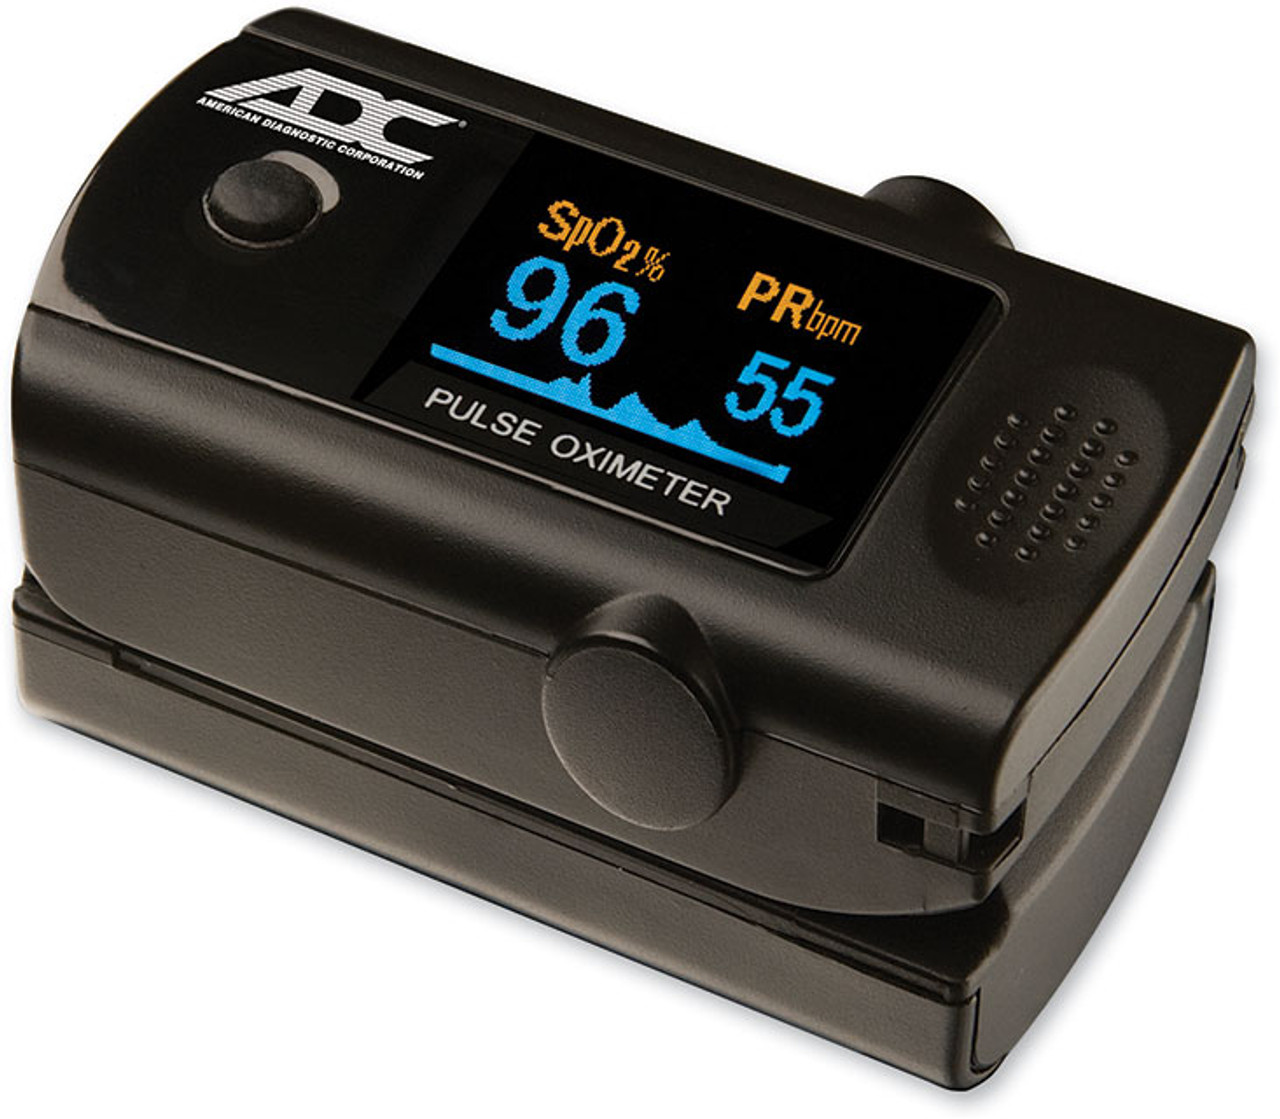 ADC®
AMERICAN DIAGNOSTIC CORPORATION
SpO2%
96
PRbpm
55
PULSE OXIMETER